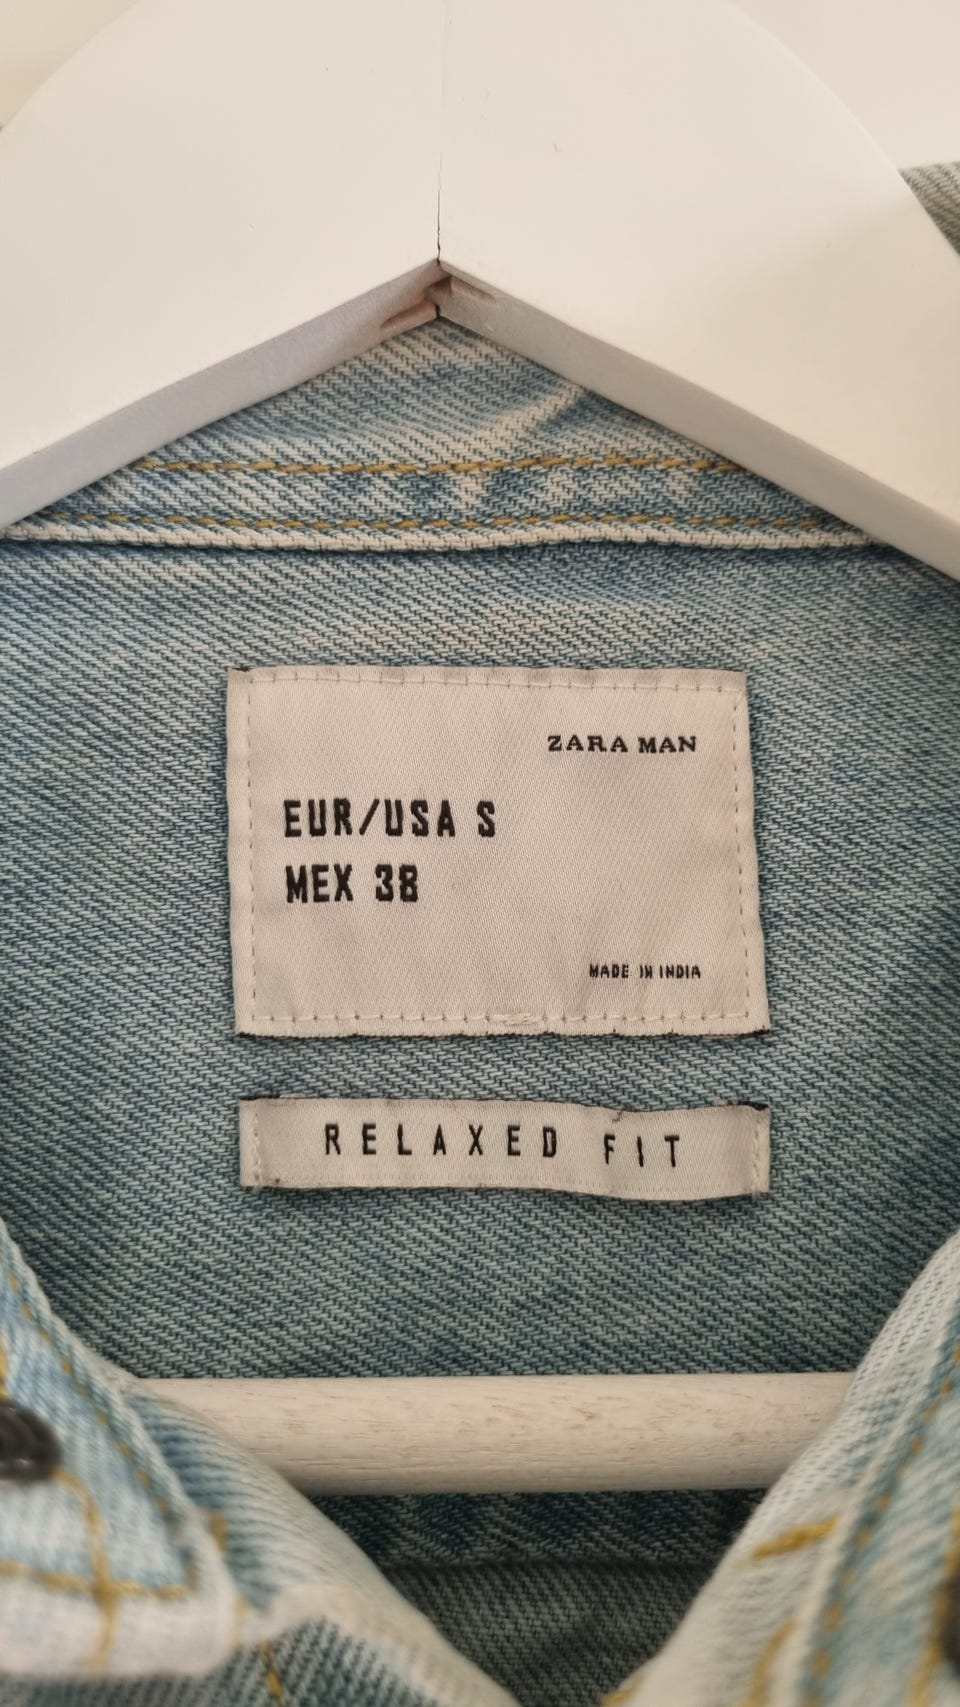 ZARA MAN
EUR/USA S
MEX 38
MADE IN INDIA
RELAXED FIT